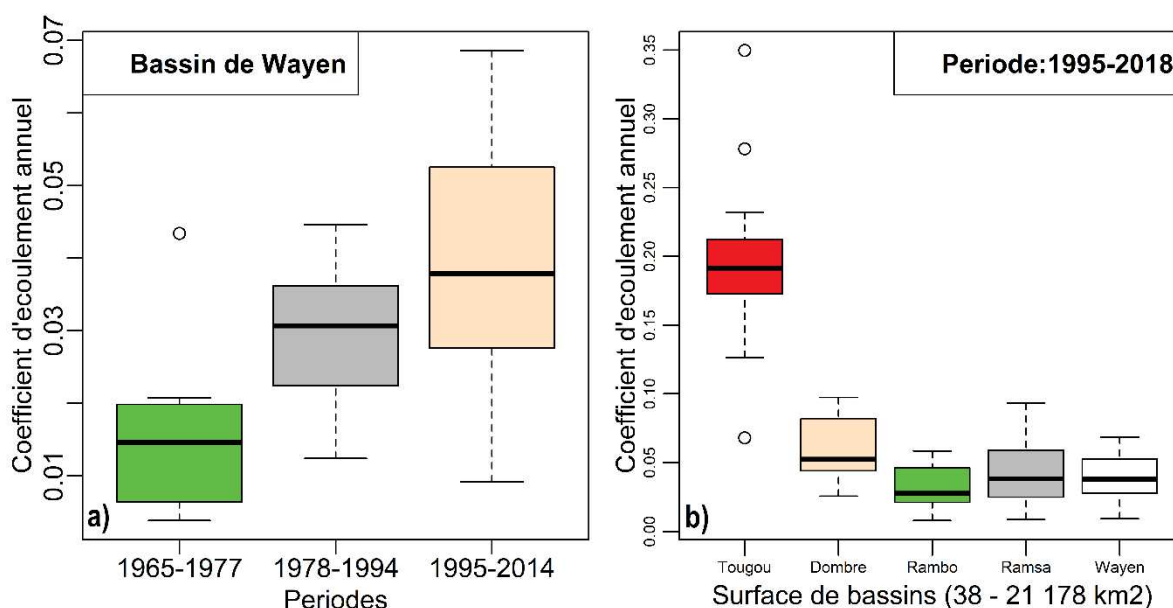 Bassin de Wayen
Coefficient d'ecoulement annuel
0.07
0.05
0.03
0.01
a)
1965-1977
1978-1994
1995-2014
Periodes
Periode:1995-2018
Coefficient d'ecoulement annuel
0.35
0.30
0.25
0.20
0.15
0.10
0.05
0.00
b)
Tougou
Dombre
Rambo
Ramsa
Wayen
Surface de bassins (38 - 21 178 km2)